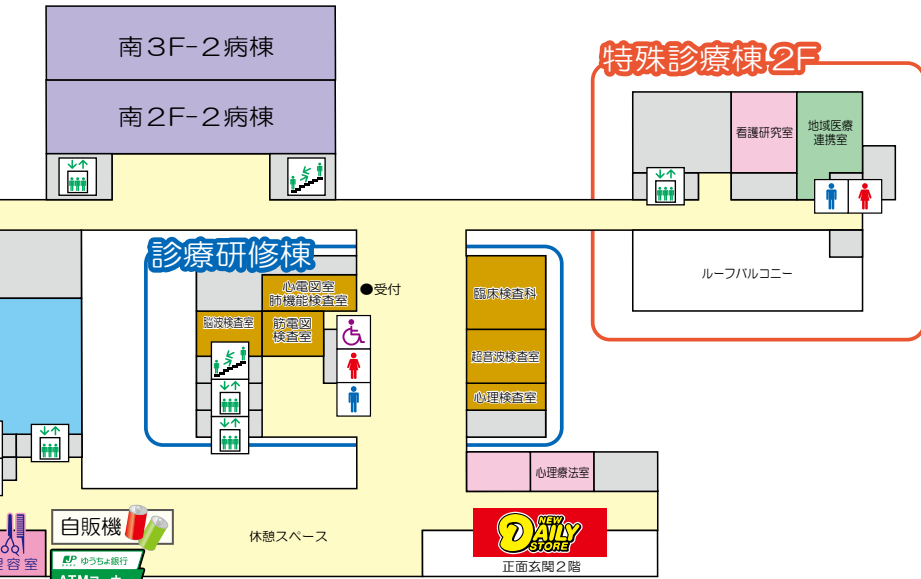 南3F-2病棟
南2F-2病棟
特殊診療棟 2F
看護研究室
地域医療
連携室
ルーフバルコニー
診療研修棟
心電図室
肺機能検査室
●受付
脳波検査室
筋電図
検査室
臨床検査科
超音波検査室
心理検査室
心理療法室
自販機
休憩スペース
NEW
DAILY
STORE
正面玄関2階
理容室
JP ゆうちょ銀行